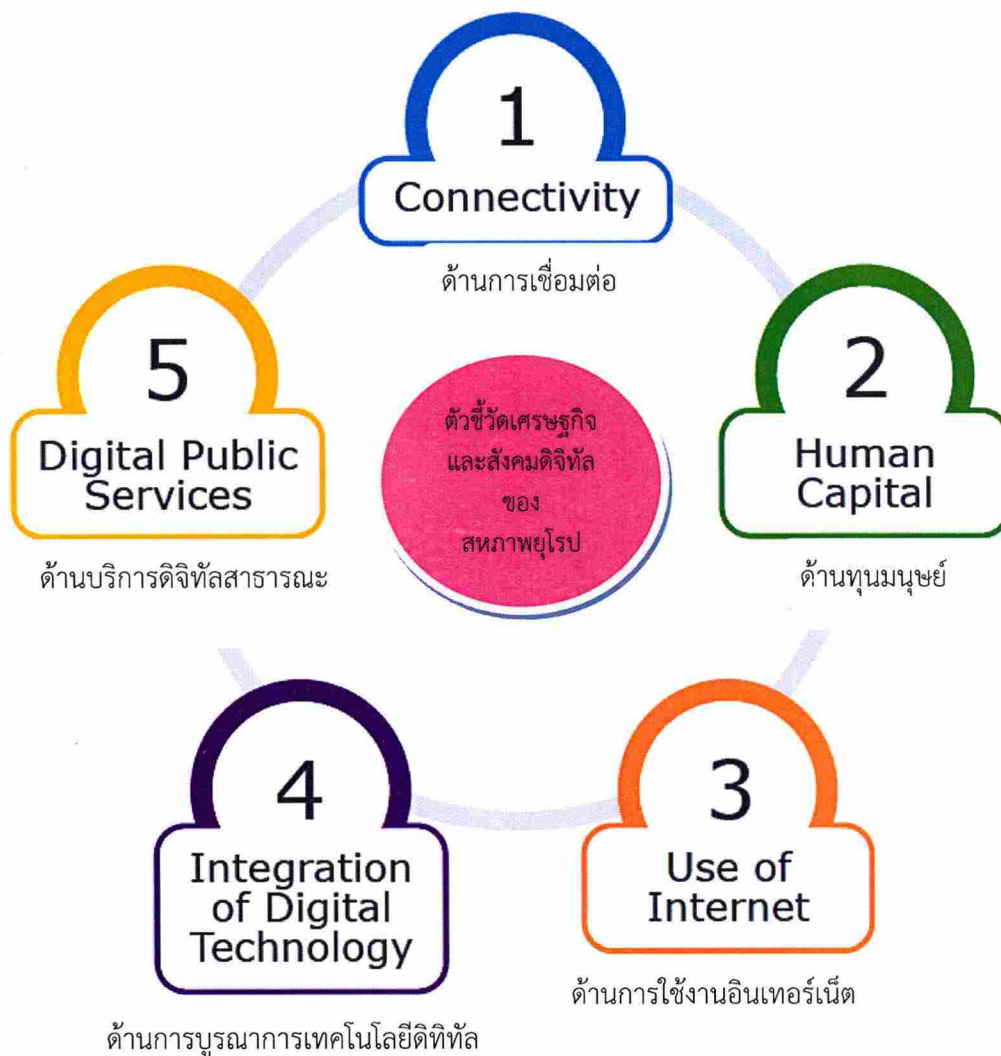 1
Connectivity
ด้านการเชื่อมต่อ
2
Human
Capital
ด้านทุนมนุษย์
3
Use of
Internet
ด้านการใช้งานอินเทอร์เน็ต
4
Integration
of Digital
Technology
ด้านการบูรณาการเทคโนโลยีดิทิทัล
5
Digital Public
Services
ด้านบริการดิจิทัลสาธารณะ
ตัวชี้วัดเศรษฐกิจ
และสังคมดิจิทัล
ของ
สหภาพยุโรป